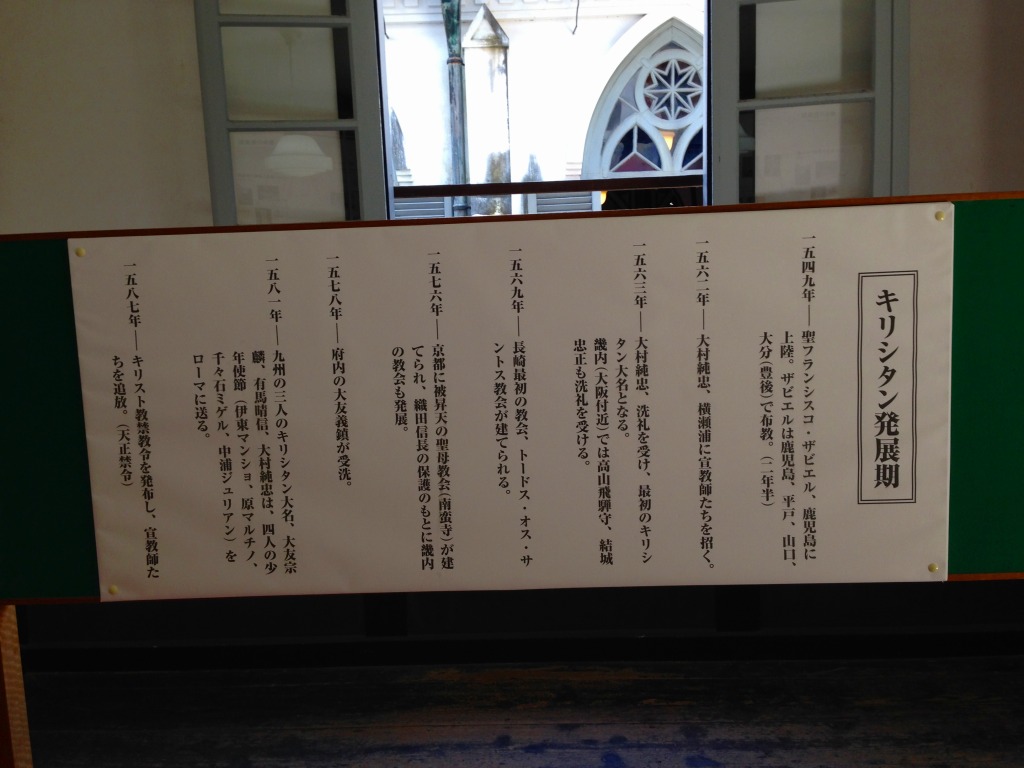 キリシタン発展期
一五四九年――聖フランシスコ・ザビエル、鹿児島に
上陸。ザビエルは鹿児島、平戸、山口、
大分(豊後)で布教。(二年半)
一五六二年――大村純忠、横瀬浦に宣教師たちを招く。
一五六三年――大村純忠、洗礼を受け、最初のキリシ
タン大名となる。
畿内(大阪付近)では高山飛騨守、結城
忠正も洗礼を受ける。
一五六九年――長崎最初の教会、トードス・オス・サ
ントス教会が建てられる。
一五七六年――京都に被昇天の聖母教会(南蛮寺)が建
てられ、織田信長の保護のもとに畿内
の教会も発展。
一五七八年――府内の大友義鎮が受洗。
一五八一年――九州の三人のキリシタン大名、大友宗
麟、有馬晴信、大村純忠は、四人の少
年使節(伊東マンショ、原マルチノ、
千々石ミゲル、中浦ジュリアン)を
ローマに送る。
一五八七年――キリスト教禁教令を発布し、宣教師た
ちを追放。(天正禁令)